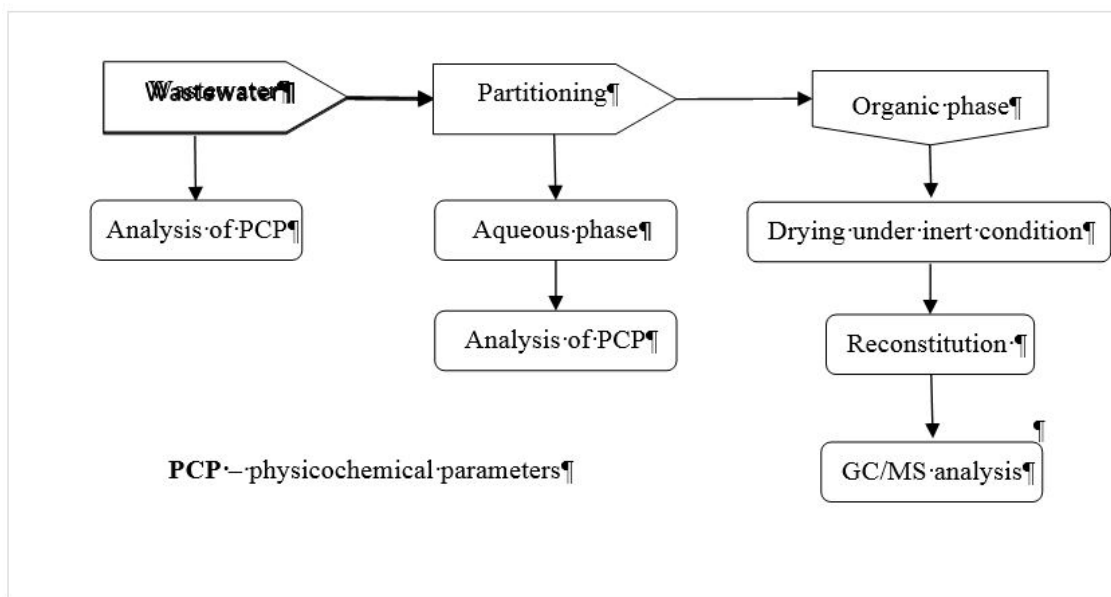 Wastewater¶
Partitioning¶
Organic·phase¶
Analysis·of·PCP¶
Aqueous·phase¶
Drying·under·inert·condition¶
Analysis·of·PCP¶
Reconstitution·¶
¶
PCP·–·physicochemical·parameters¶
GC/MS·analysis¶